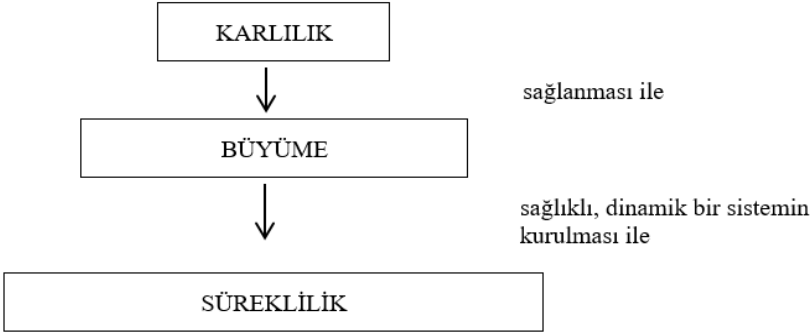 KARLILIK
sağlanması ile
BÜYÜME
sağlıklı, dinamik bir sistemin
kurulması ile
SÜREKLİLİK